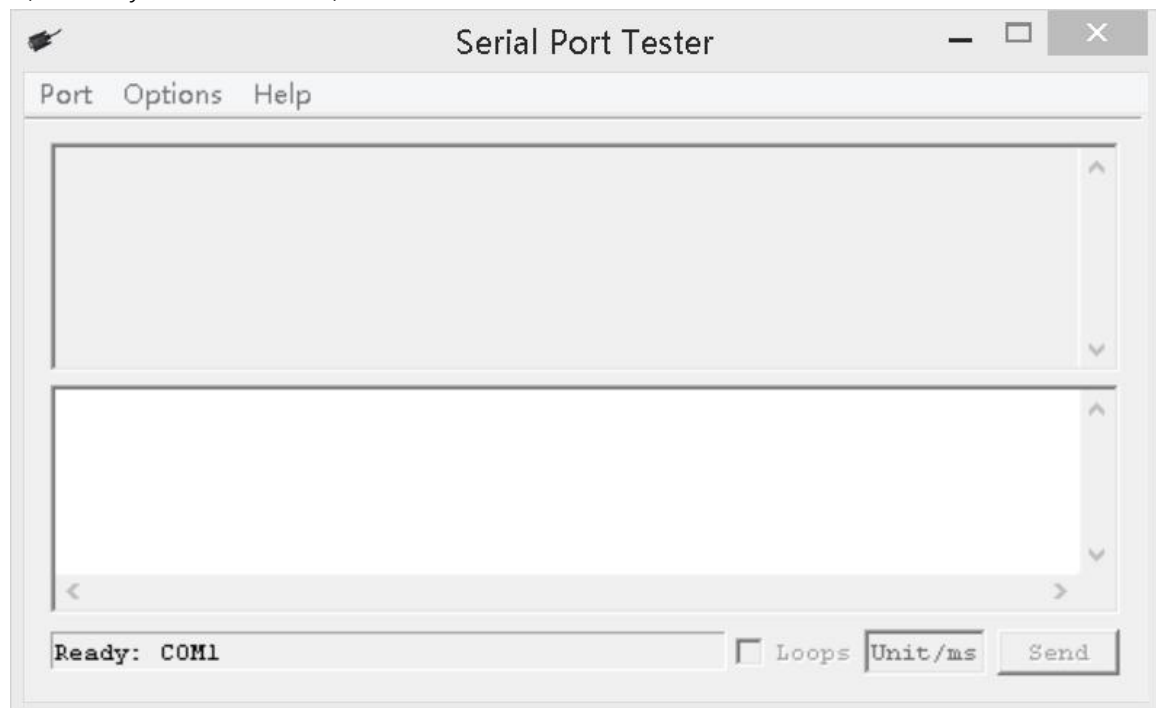 Serial Port Tester
Port Options Help
Ready: COM1 Loops Unit/ms Send